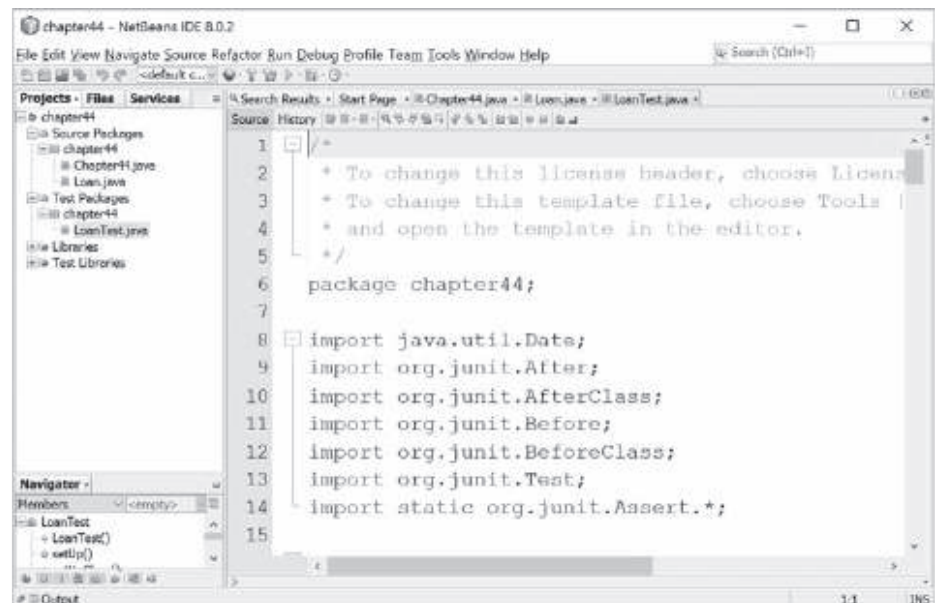 chapter44 - NetBeans IDE 8.0.2
File Edit View Navigate Source Refactor Run Debug Profile Team Tools Window Help
Search (Ctrl+I)
<default c...
Projects Files Services
Search Results Start Page Chapter44.java Loan.java LoanTest.java
chapter44
Source Packages
chapter44
Chapter44.java
Loan.java
Test Packages
chapter44
LoanTest.java
Libraries
Test Libraries
Source History
1 /*
2 * To change this license header, choose Licens
3 * To change this template file, choose Tools |
4 * and open the template in the editor.
5 */
6 package chapter44;
7
8 import java.util.Date;
9 import org.junit.After;
10 import org.junit.AfterClass;
11 import org.junit.Before;
12 import org.junit.BeforeClass;
13 import org.junit.Test;
14 import static org.junit.Assert.*;
15
Navigator
Members <empty>
LoanTest
LoanTest()
setUp()
Output
1:1 INS